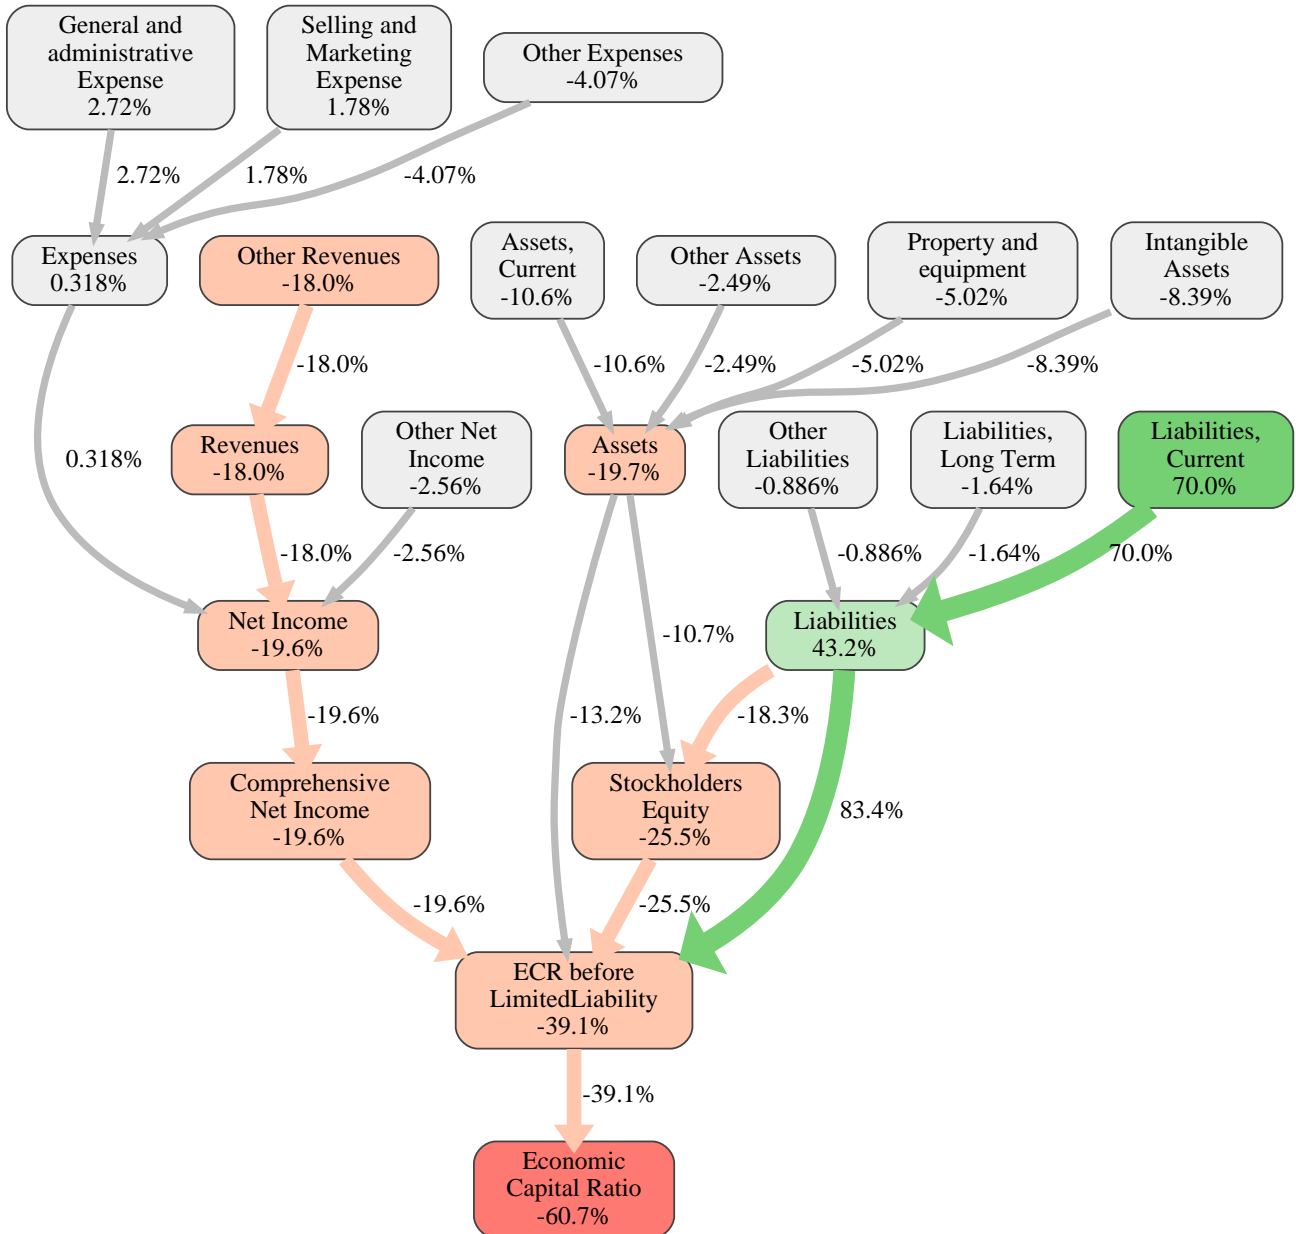 General and
administrative
Expense
2.72%
Selling and
Marketing
Expense
1.78%
Other Expenses
-4.07%
2.72%
1.78%
-4.07%
Expenses
0.318%
Other Revenues
-18.0%
Assets,
Current
-10.6%
Other Assets
-2.49%
Property and
equipment
-5.02%
Intangible
Assets
-8.39%
-18.0%
-10.6%
-2.49%
-5.02%
-8.39%
0.318%
Revenues
-18.0%
Other Net
Income
-2.56%
Assets
-19.7%
Other
Liabilities
-0.886%
Liabilities,
Long Term
-1.64%
Liabilities,
Current
70.0%
-18.0%
-2.56%
-0.886%
-1.64%
70.0%
Net Income
-19.6%
-10.7%
Liabilities
43.2%
-19.6%
-13.2%
-18.3%
Comprehensive
Net Income
-19.6%
Stockholders
Equity
-25.5%
83.4%
-19.6%
-25.5%
ECR before
LimitedLiability
-39.1%
-39.1%
Economic
Capital Ratio
-60.7%